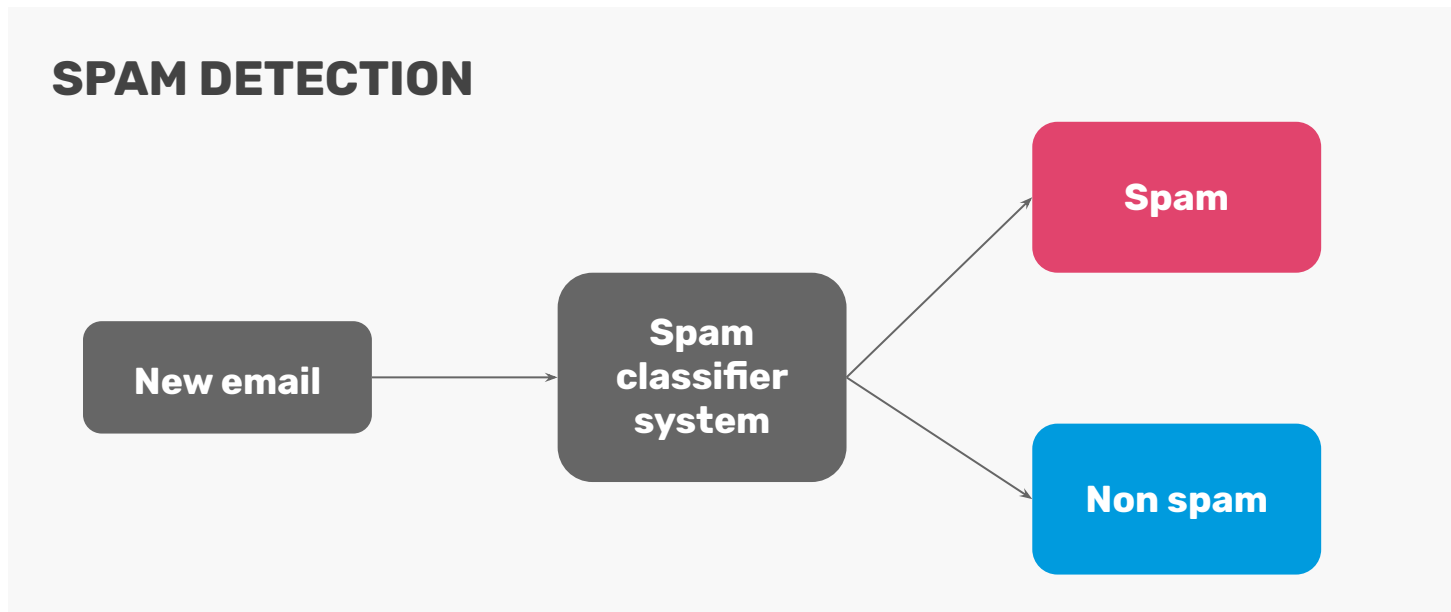 SPAM DETECTION
New email
Spam
classifier
system
Spam
Non spam